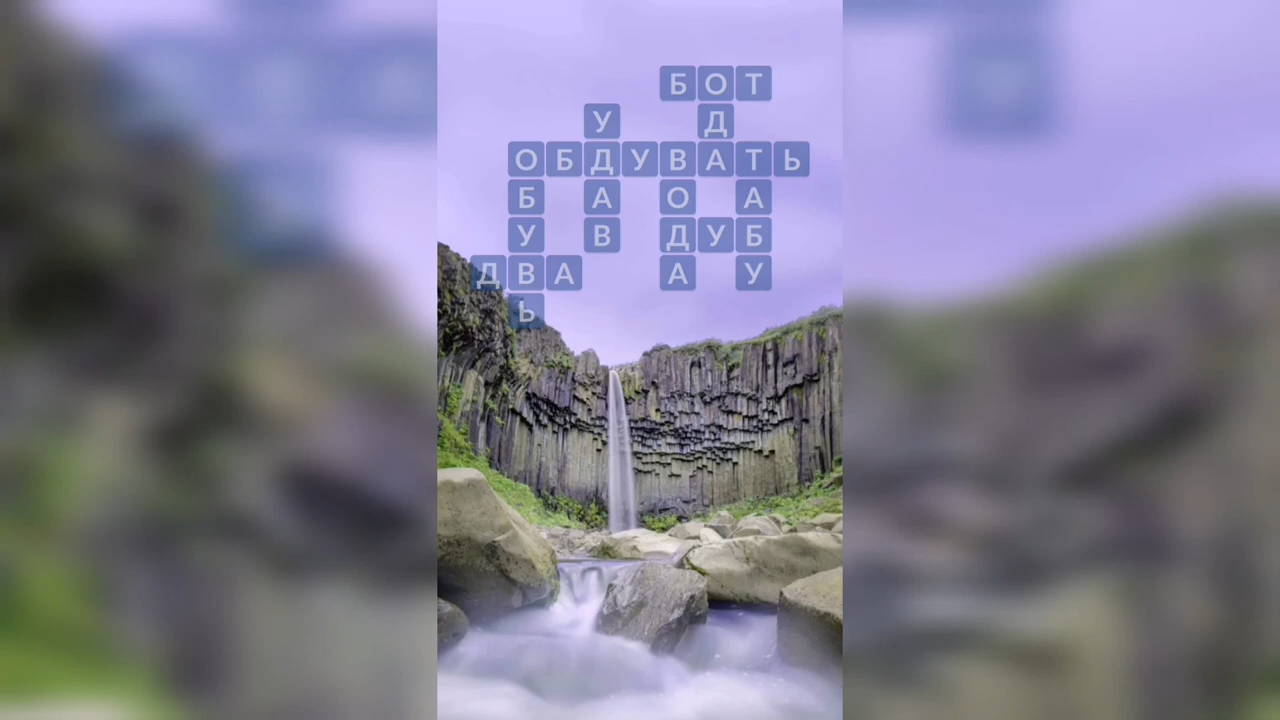 БОТ
У Д
ОБДУВАТЬ
Б А О А
У В ДУБ
ДВА А У
Ь